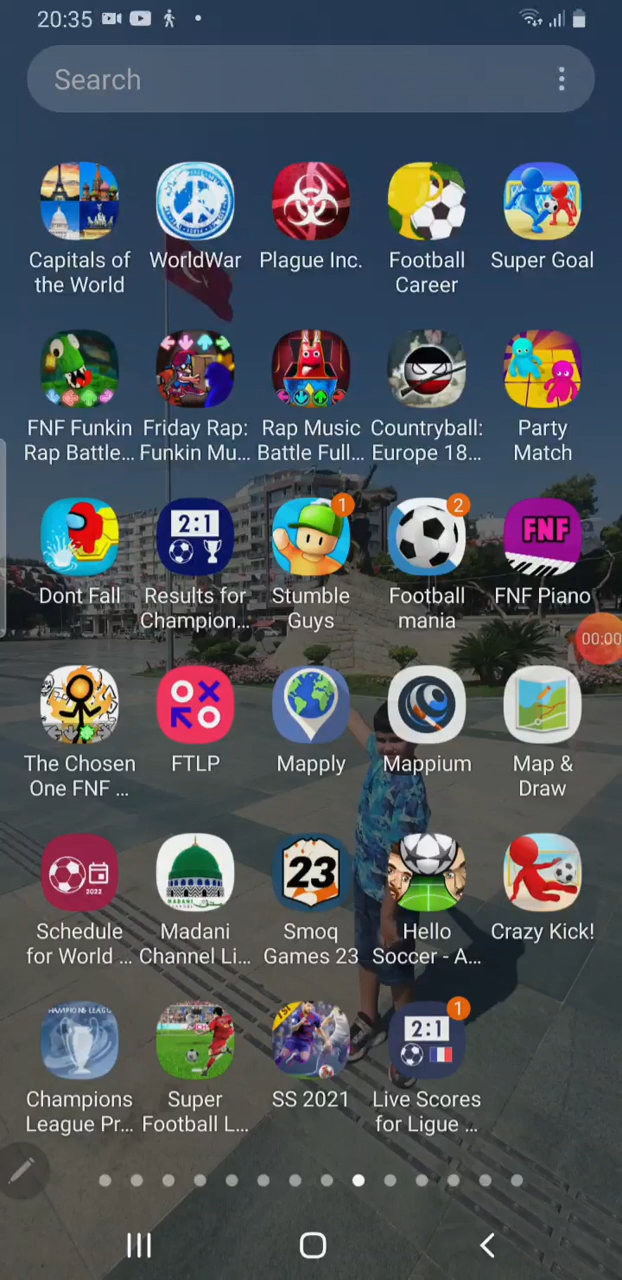 20:35
Search
Capitals of the World
WorldWar
Plague Inc.
Football Career
Super Goal
FNF Funkin Rap Battle...
Friday Rap: Funkin Mu...
Rap Music Battle Full...
Countryball: Europe 18...
Party Match
2:1
1
2
FNF
Dont Fall
Results for Champion...
Stumble Guys
Football mania
FNF Piano
00:00
The Chosen One FNF ...
FTLP
Mapply
Mappium
Map & Draw
2022
MADANI
23
Schedule for World ...
Madani Channel Li...
Smoq Games 23
Hello Soccer - A...
Crazy Kick!
HAMPIONS LEAGU
2:1
1
Champions League Pr...
Super Football L...
SS 2021
Live Scores for Ligue ...